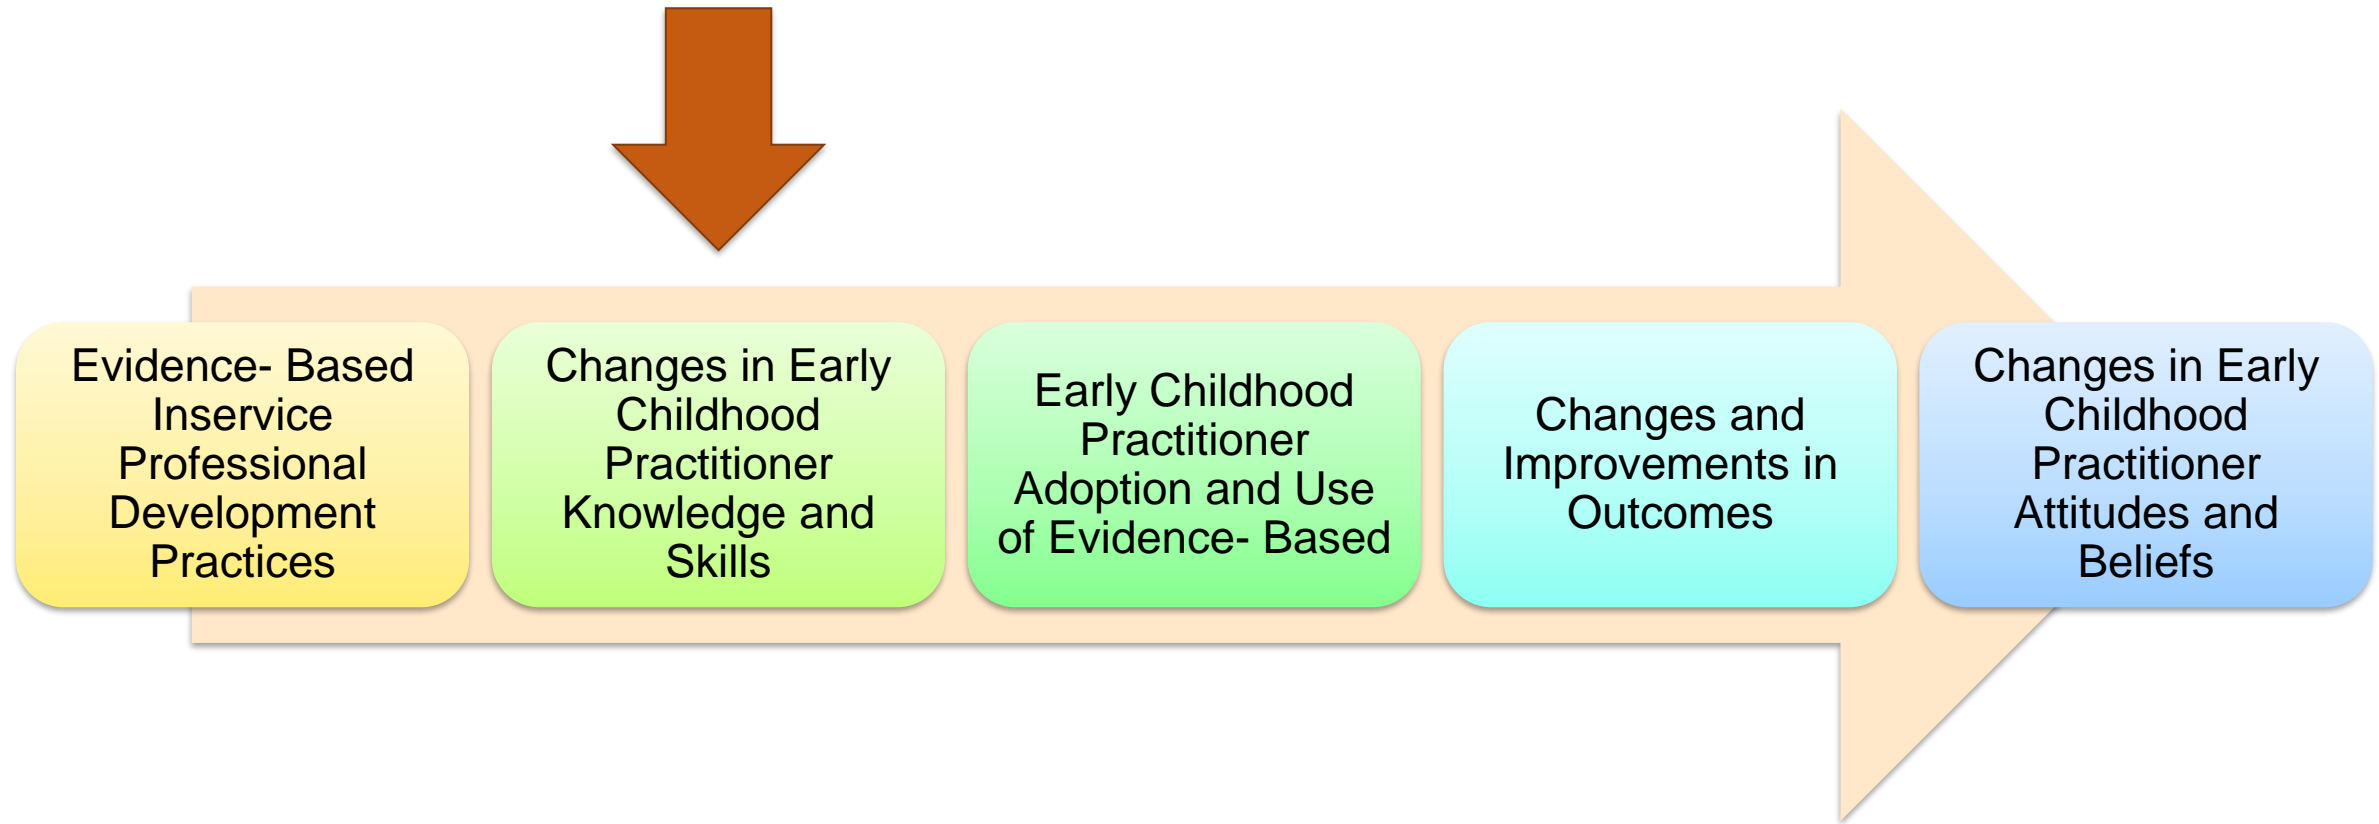 Evidence- Based
Inservice
Professional
Development
Practices
Changes in Early
Childhood
Practitioner
Knowledge and
Skills
Early Childhood
Practitioner
Adoption and Use
of Evidence- Based
Changes and
Improvements in
Outcomes
Changes in Early
Childhood
Practitioner
Attitudes and
Beliefs